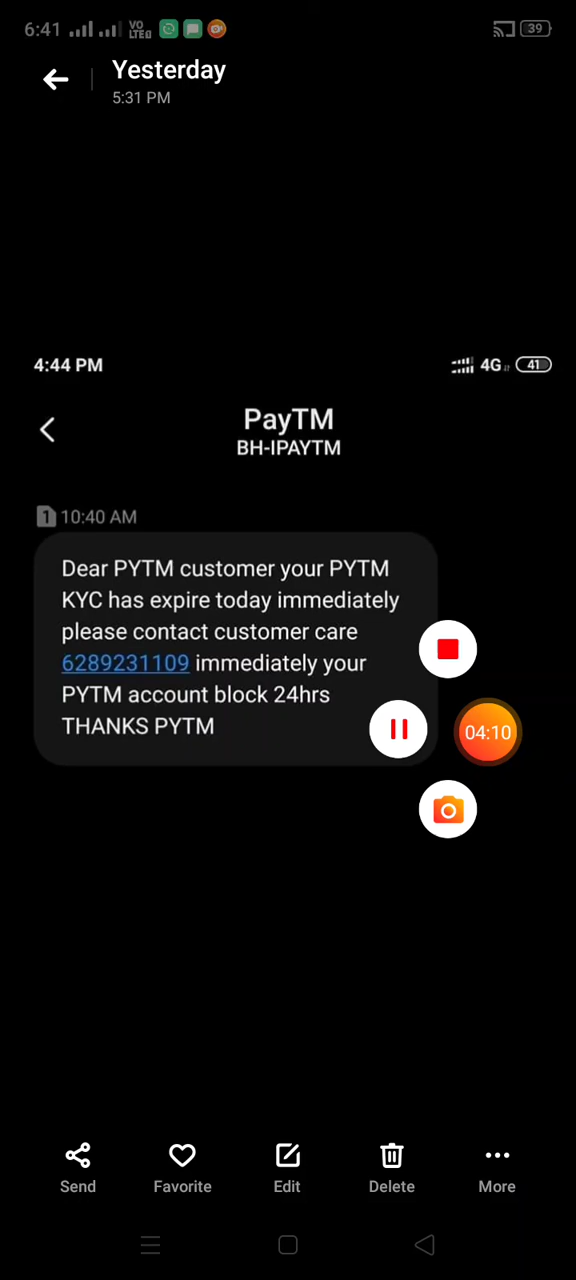 6:41
VO
LTE
39
Yesterday
5:31 PM
4:44 PM
4G
41
PayTM
BH-IPAYTM
1 10:40 AM
Dear PYTM customer your PYTM
KYC has expire today immediately
please contact customer care
6289231109 immediately your
PYTM account block 24hrs
THANKS PYTM
04:10
Send
Favorite
Edit
Delete
More